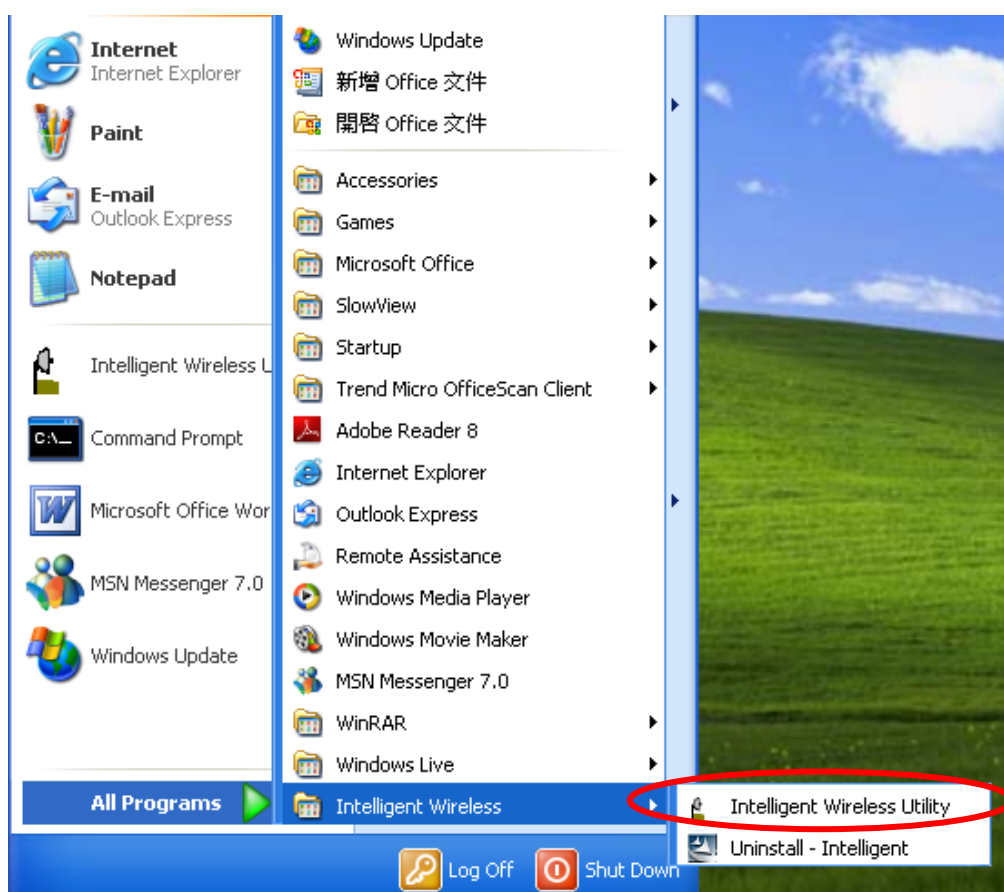 Internet
Internet Explorer
Paint
E-mail
Outlook Express
Notepad
Intelligent Wireless U
C:\_
Command Prompt
Microsoft Office Wor
MSN Messenger 7.0
Windows Update
All Programs
Windows Update
新增 Office 文件
開啓 Office 文件
Accessories
Games
Microsoft Office
SlowView
Startup
Trend Micro OfficeScan Client
Adobe Reader 8
Internet Explorer
Outlook Express
Remote Assistance
Windows Media Player
Windows Movie Maker
MSN Messenger 7.0
WinRAR
Windows Live
Intelligent Wireless
Intelligent Wireless Utility
Uninstall - Intelligent
Log Off
Shut Down